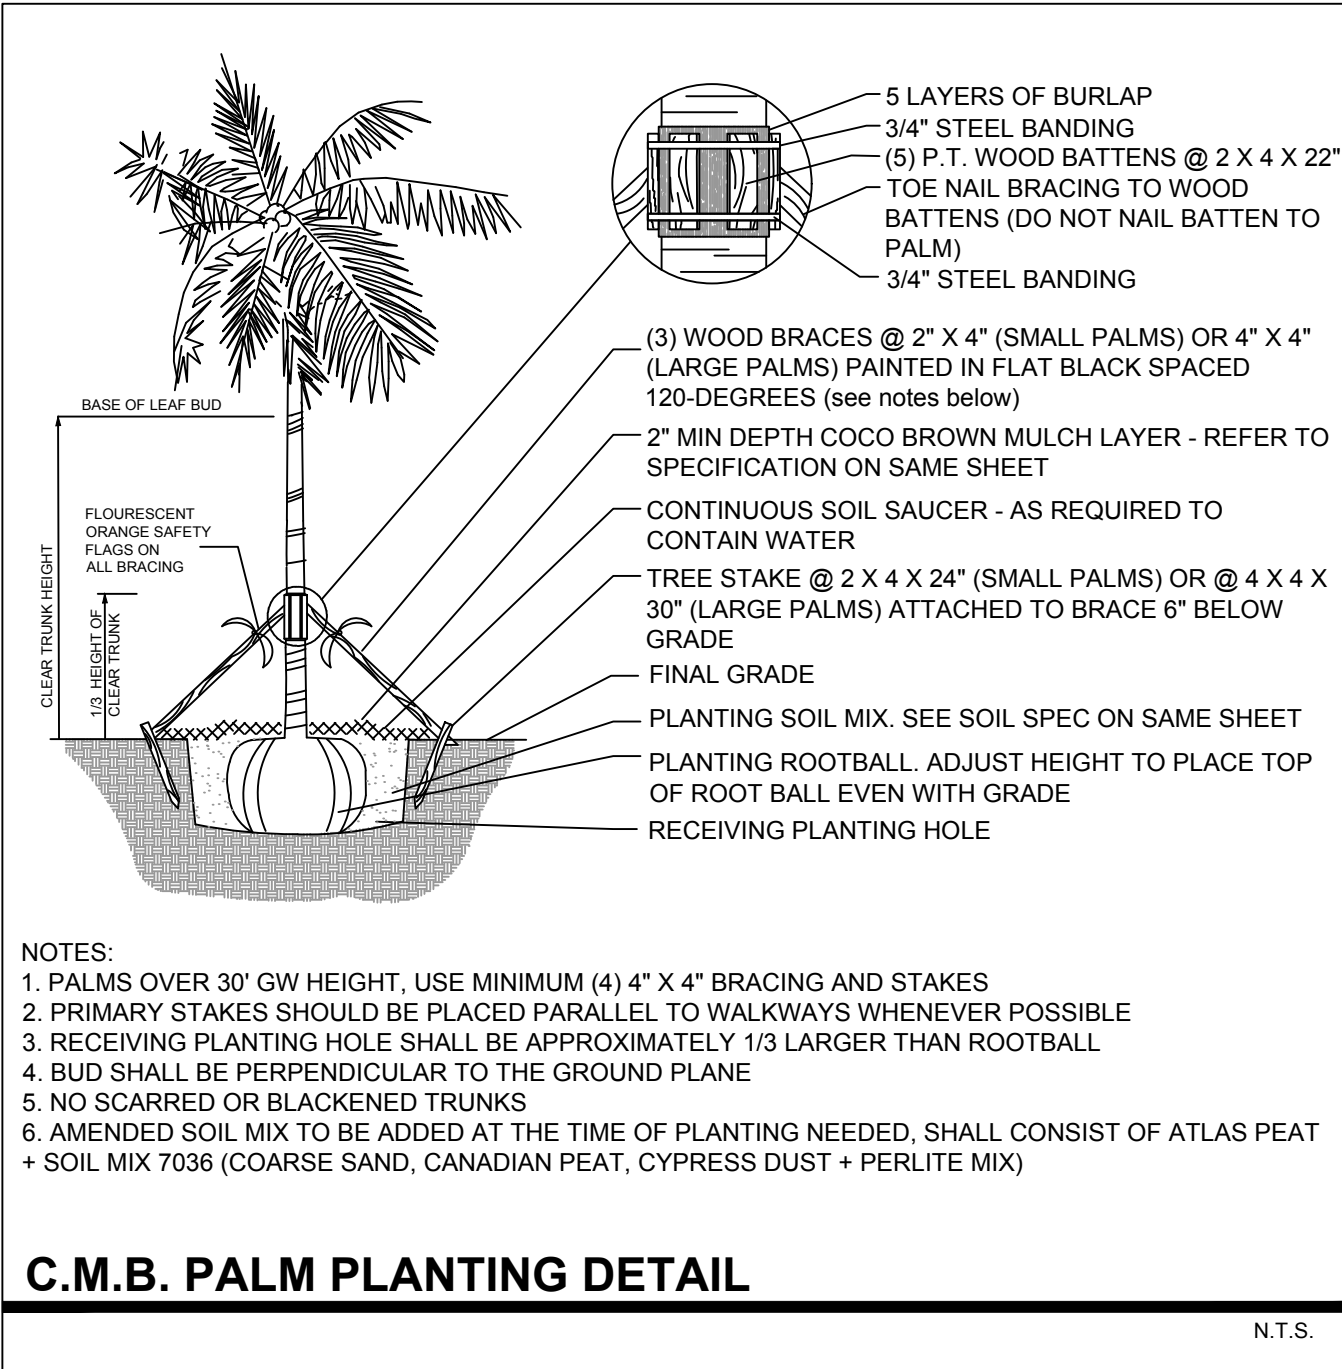 5 LAYERS OF BURLAP
3/4" STEEL BANDING
(5) P.T. WOOD BATTENS @ 2 X 4 X 22"
TOE NAIL BRACING TO WOOD
BATTENS (DO NOT NAIL BATTEN TO
PALM)
3/4" STEEL BANDING
(3) WOOD BRACES @ 2" X 4" (SMALL PALMS) OR 4" X 4"
(LARGE PALMS) PAINTED IN FLAT BLACK SPACED
120-DEGREES (see notes below)
BASE OF LEAF BUD
2" MIN DEPTH COCO BROWN MULCH LAYER - REFER TO
SPECIFICATION ON SAME SHEET
FLOURESCENT
ORANGE SAFETY
FLAGS ON
ALL BRACING
CONTINUOUS SOIL SAUCER - AS REQUIRED TO
CONTAIN WATER
CLEAR TRUNK HEIGHT
1/3 HEIGHT OF
CLEAR TRUNK
TREE STAKE @ 2 X 4 X 24" (SMALL PALMS) OR @ 4 X 4 X
30" (LARGE PALMS) ATTACHED TO BRACE 6" BELOW
GRADE
FINAL GRADE
PLANTING SOIL MIX. SEE SOIL SPEC ON SAME SHEET
PLANTING ROOTBALL. ADJUST HEIGHT TO PLACE TOP
OF ROOT BALL EVEN WITH GRADE
RECEIVING PLANTING HOLE
NOTES:
1. PALMS OVER 30' GW HEIGHT, USE MINIMUM (4) 4" X 4" BRACING AND STAKES
2. PRIMARY STAKES SHOULD BE PLACED PARALLEL TO WALKWAYS WHENEVER POSSIBLE
3. RECEIVING PLANTING HOLE SHALL BE APPROXIMATELY 1/3 LARGER THAN ROOTBALL
4. BUD SHALL BE PERPENDICULAR TO THE GROUND PLANE
5. NO SCARRED OR BLACKENED TRUNKS
6. AMENDED SOIL MIX TO BE ADDED AT THE TIME OF PLANTING NEEDED, SHALL CONSIST OF ATLAS PEAT
+ SOIL MIX 7036 (COARSE SAND, CANADIAN PEAT, CYPRESS DUST + PERLITE MIX)
C.M.B. PALM PLANTING DETAIL
N.T.S.